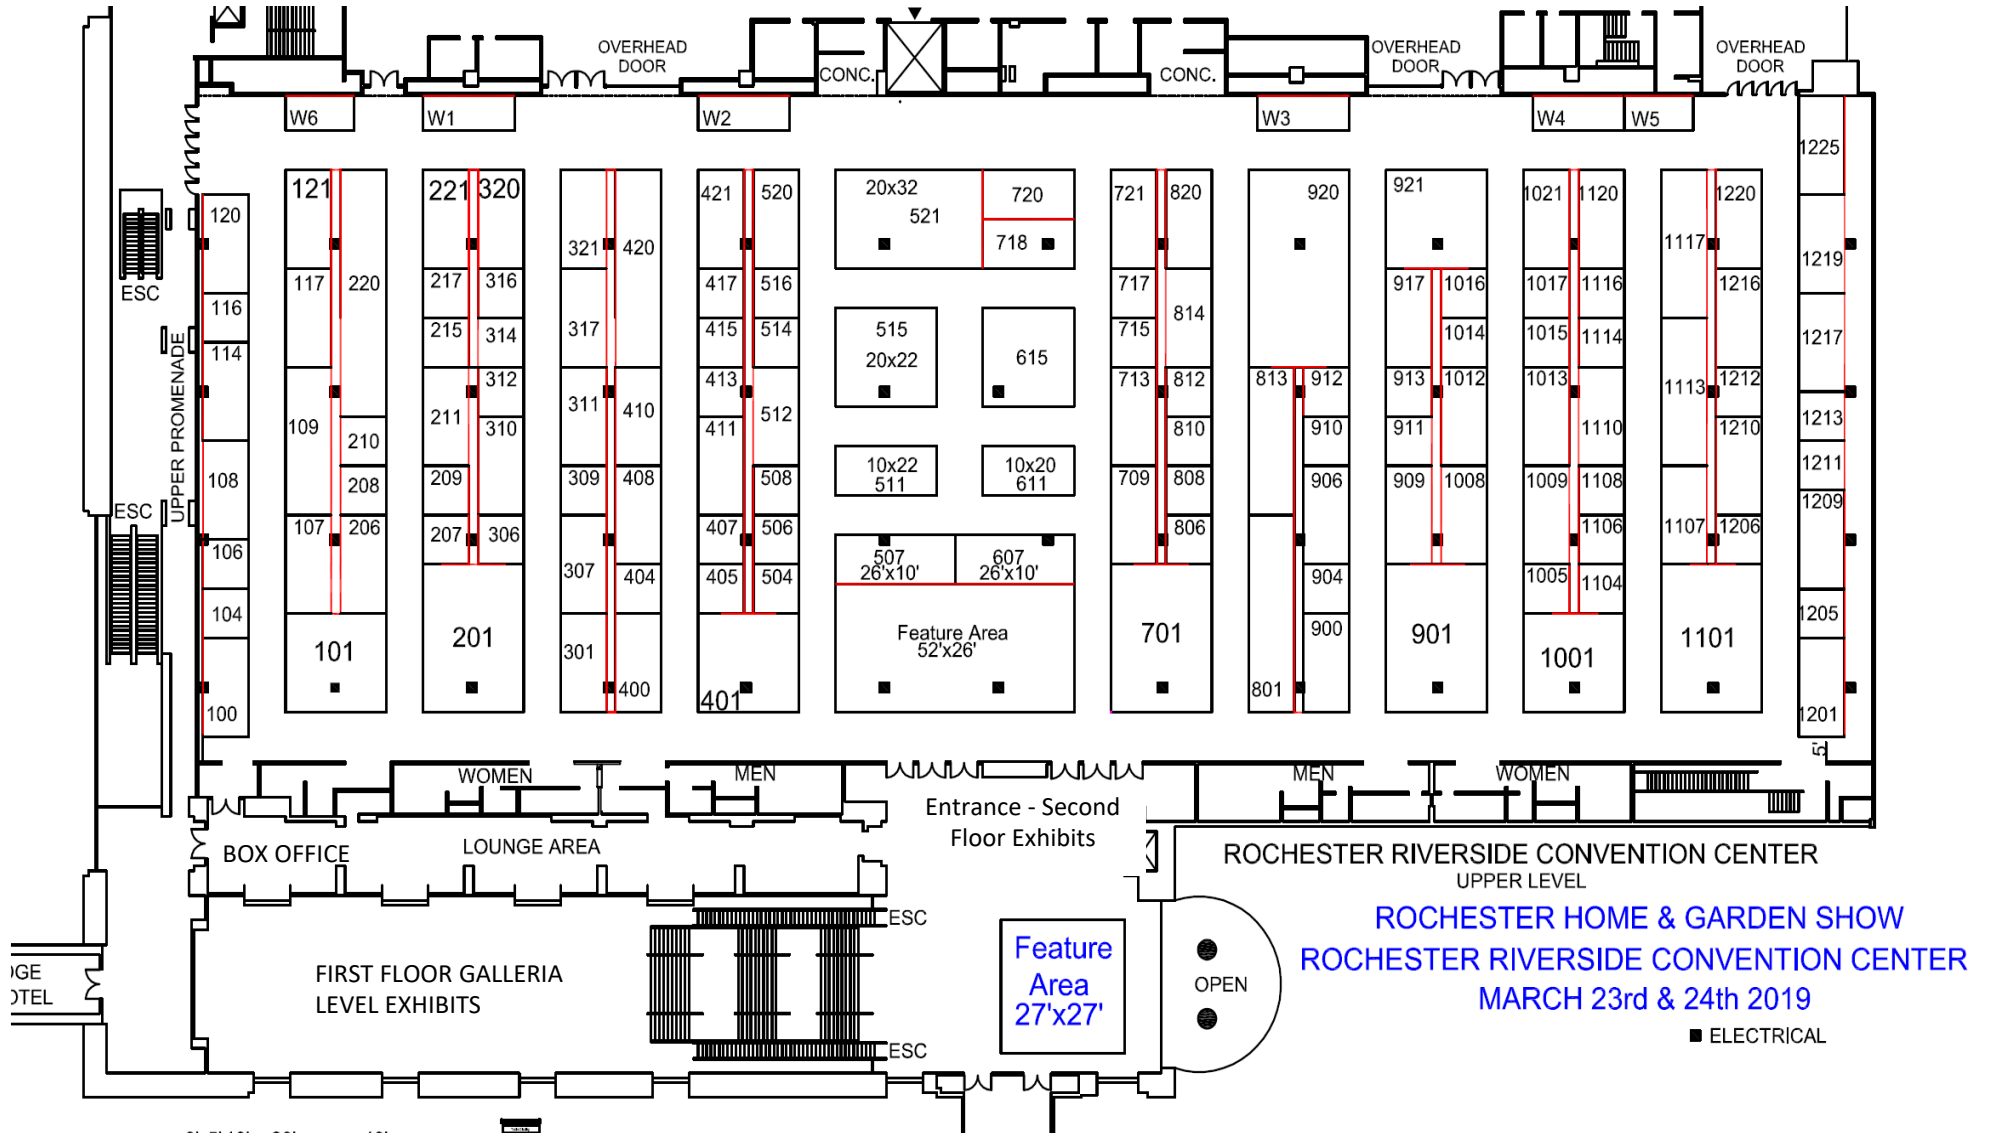 OVERHEAD
DOOR
CONC.
CONC.
OVERHEAD
DOOR
OVERHEAD
DOOR
W6
W1
W2
W3
W4
W5
1225
121
221
320
421
520
20x32
521
720
718
721
820
920
921
1021
1120
1117
1220
120
321
420
1219
ESC
117
220
217
316
417
516
717
814
917
1016
1017
1116
1216
116
215
314
317
415
514
515
20x22
615
715
1014
1015
1114
1217
114
UPPER PROMENADE
109
211
312
311
410
413
512
713
812
813
912
913
1012
1013
1113
1212
1213
210
310
411
810
910
911
1110
1210
1211
108
208
209
309
408
508
10x22
511
10x20
611
709
808
906
909
1008
1009
1108
1209
ESC
107
206
207
306
407
506
507
26'x10'
607
26'x10'
806
1106
1107
1206
106
307
404
405
504
904
1005
1104
104
1205
101
201
301
400
401
Feature Area
52'x26'
701
801
900
901
1001
1101
100
1201
5'
WOMEN
MEN
MEN
WOMEN
Entrance - Second
Floor Exhibits
BOX OFFICE
LOUNGE AREA
ROCHESTER RIVERSIDE CONVENTION CENTER
UPPER LEVEL
ROCHESTER HOME & GARDEN SHOW
ROCHESTER RIVERSIDE CONVENTION CENTER
MARCH 23rd & 24th 2019
ELECTRICAL
ESC
FIRST FLOOR GALLERIA
LEVEL EXHIBITS
ESC
Feature
Area
27'x27'
OPEN